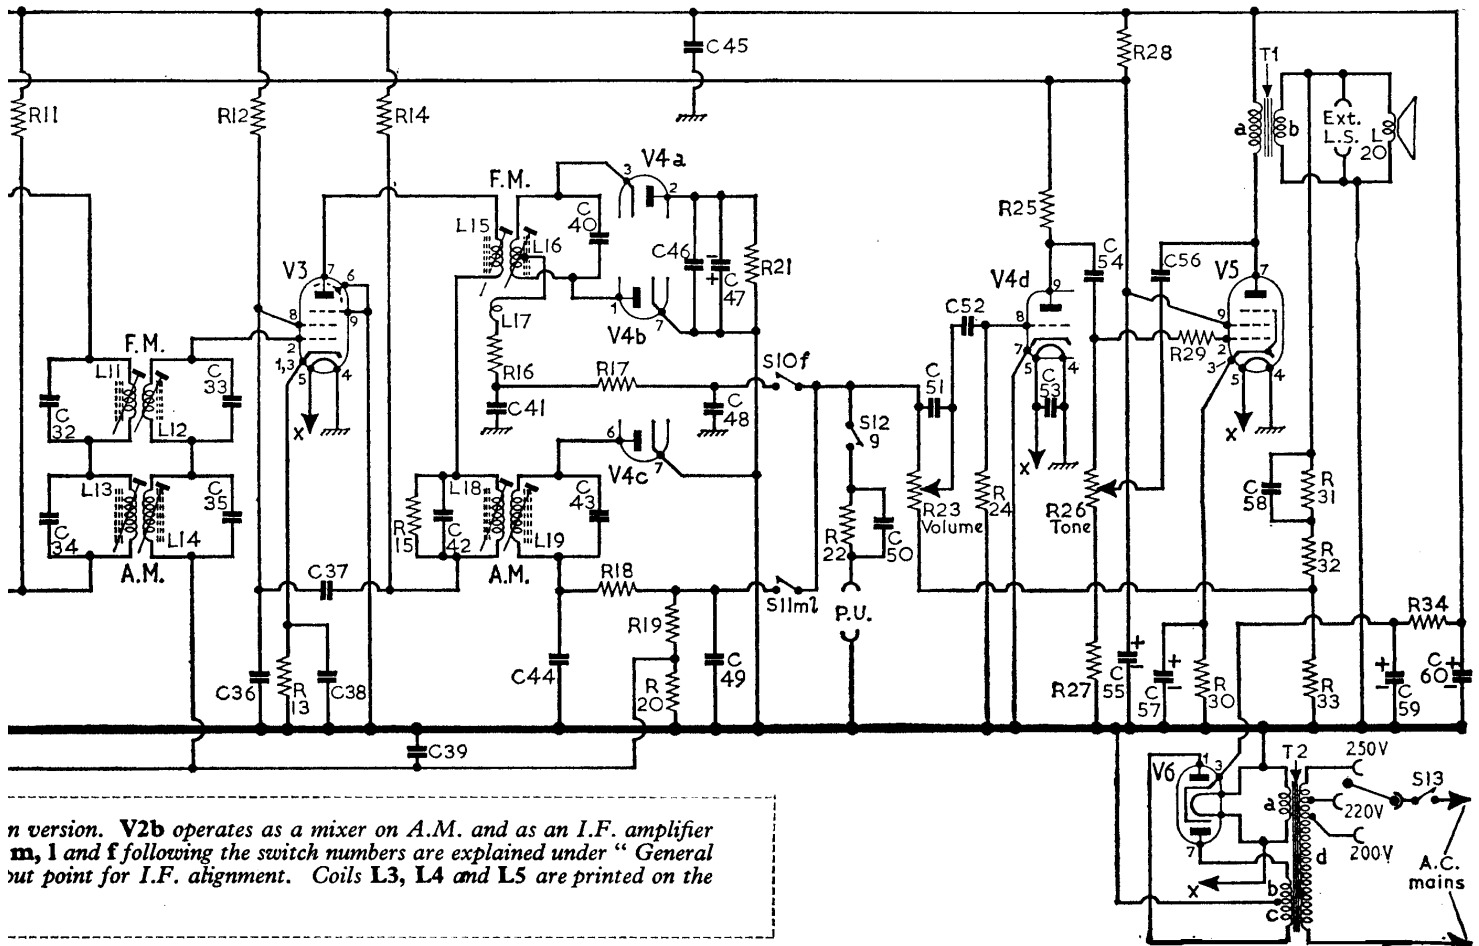 C45
R28
T1
R11
R12
R14
a
b
Ext.
L.S.
L
20
V4a
3
2
F.M.
C
40
L15
L16
R25
C46
-
+
C
47
R21
V3
7
6
8
9
2
1,3
5
4
X
1
7
V4b
L17
R16
C41
R17
C
48
S10f
V4d
9
8
7
5
4
C52
C
53
X
C
54
C56
V5
7
9
2
3
5
4
R29
X
F.M.
L11
L12
C
32
C
33
L13
L14
C
34
C
35
A.M.
6
7
V4c
L18
L19
R
15
C
42
C
43
A.M.
S12
g
C
51
R23
Volume
R
24
R26
Tone
C
58
R
31
R
32
R
22
C
50
C37
R18
S11ml
P.U.
R19
R34
C36
R
13
C38
C44
R
20
C
49
R27
+
-
C
55
+
-
C
57
R
30
R
33
+
-
C
59
C
60
+
-
C39
V6
1
3
7
T2
250V
220V
200V
S13
a
b
c
d
X
A.C.
mains
n version. V2b operates as a mixer on A.M. and as an I.F. amplifier
m, l and f following the switch numbers are explained under " General
out point for I.F. alignment. Coils L3, L4 and L5 are printed on the